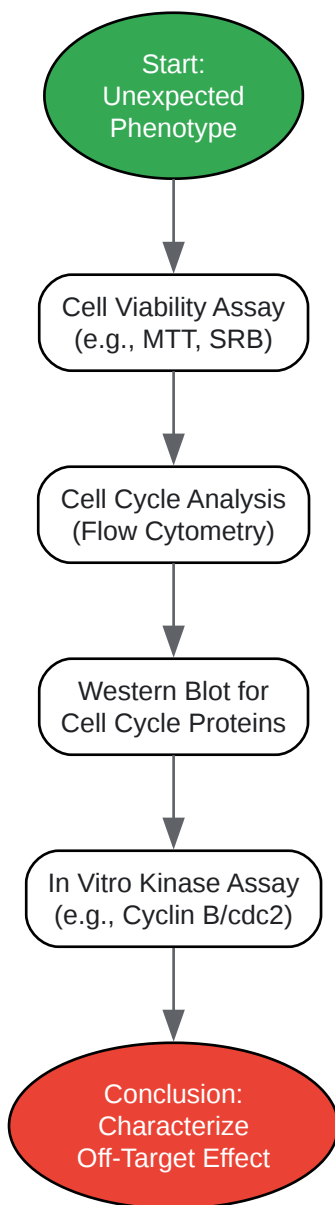 Start:
Unexpected
Phenotype
Cell Viability Assay
(e.g., MTT, SRB)
Cell Cycle Analysis
(Flow Cytometry)
Western Blot for
Cell Cycle Proteins
In Vitro Kinase Assay
(e.g., Cyclin B/cdc2)
Conclusion:
Characterize
Off-Target Effect